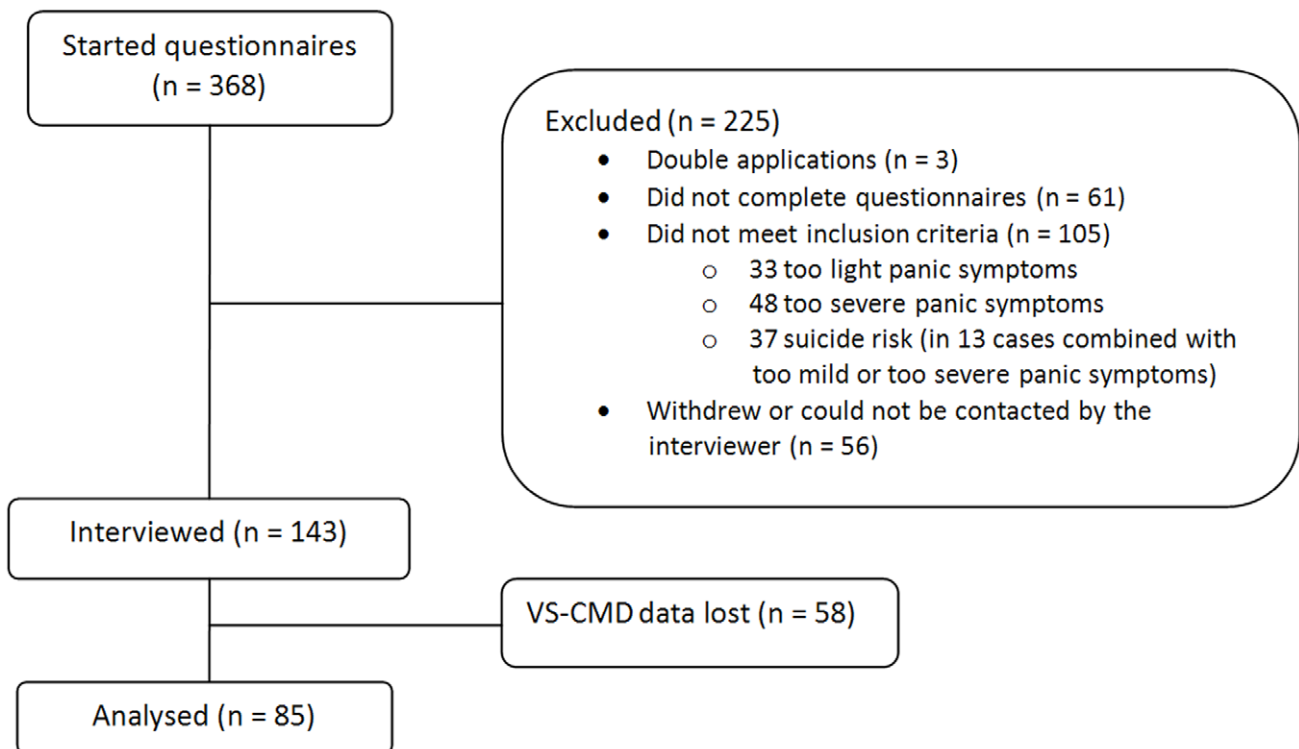 Started questionnaires
(n = 368)
Excluded (n = 225)
• Double applications (n = 3)
• Did not complete questionnaires (n = 61)
• Did not meet inclusion criteria (n = 105)
o 33 too light panic symptoms
o 48 too severe panic symptoms
o 37 suicide risk (in 13 cases combined with
too mild or too severe panic symptoms)
• Withdrew or could not be contacted by the
interviewer (n = 56)
Interviewed (n = 143)
VS-CMD data lost (n = 58)
Analysed (n = 85)